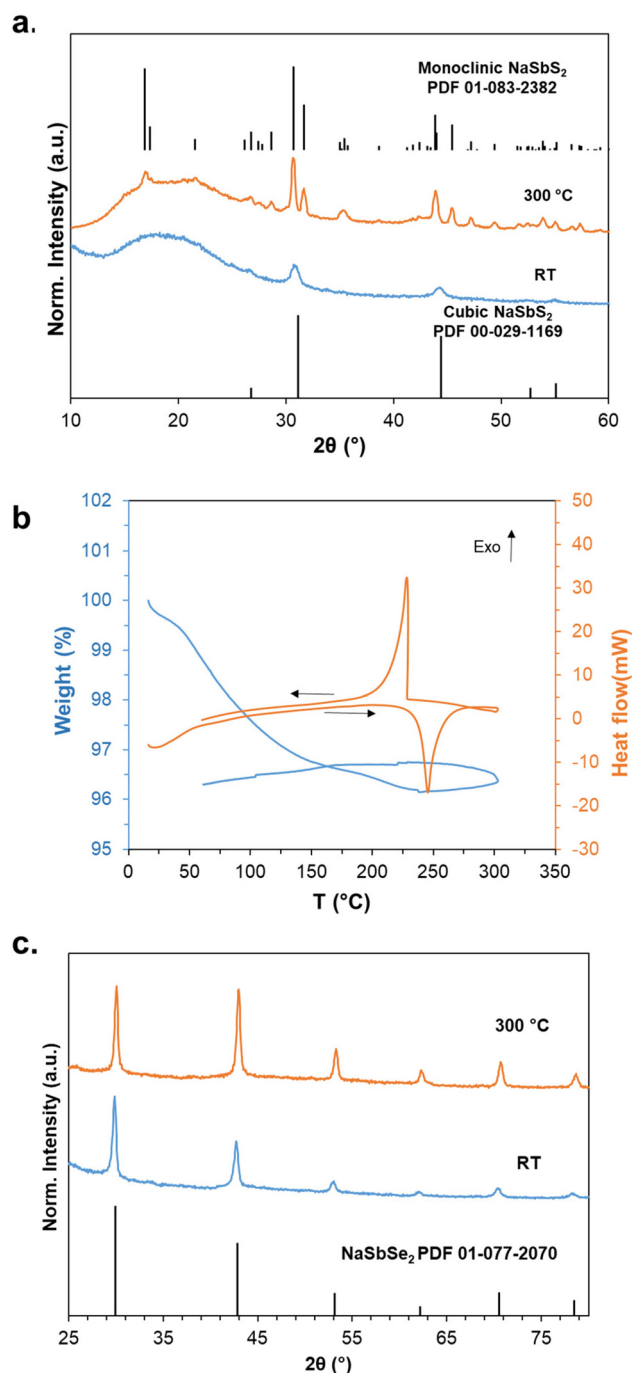 a.
Monoclinic NaSbS₂
PDF 01-083-2382
300 °C
RT
Cubic NaSbS₂
PDF 00-029-1169
Norm. Intensity (a.u.)
10 20 30 40 50 60
2θ (°)
b
102
101
100
99
98
97
96
95
Weight (%)
Exo
50
40
30
20
10
0
-10
-20
-30
Heat flow(mW)
0 50 100 150 200 250 300 350
T (°C)
c.
300 °C
RT
NaSbSe₂ PDF 01-077-2070
Norm. Intensity (a.u.)
25 35 45 55 65 75
2θ (°)